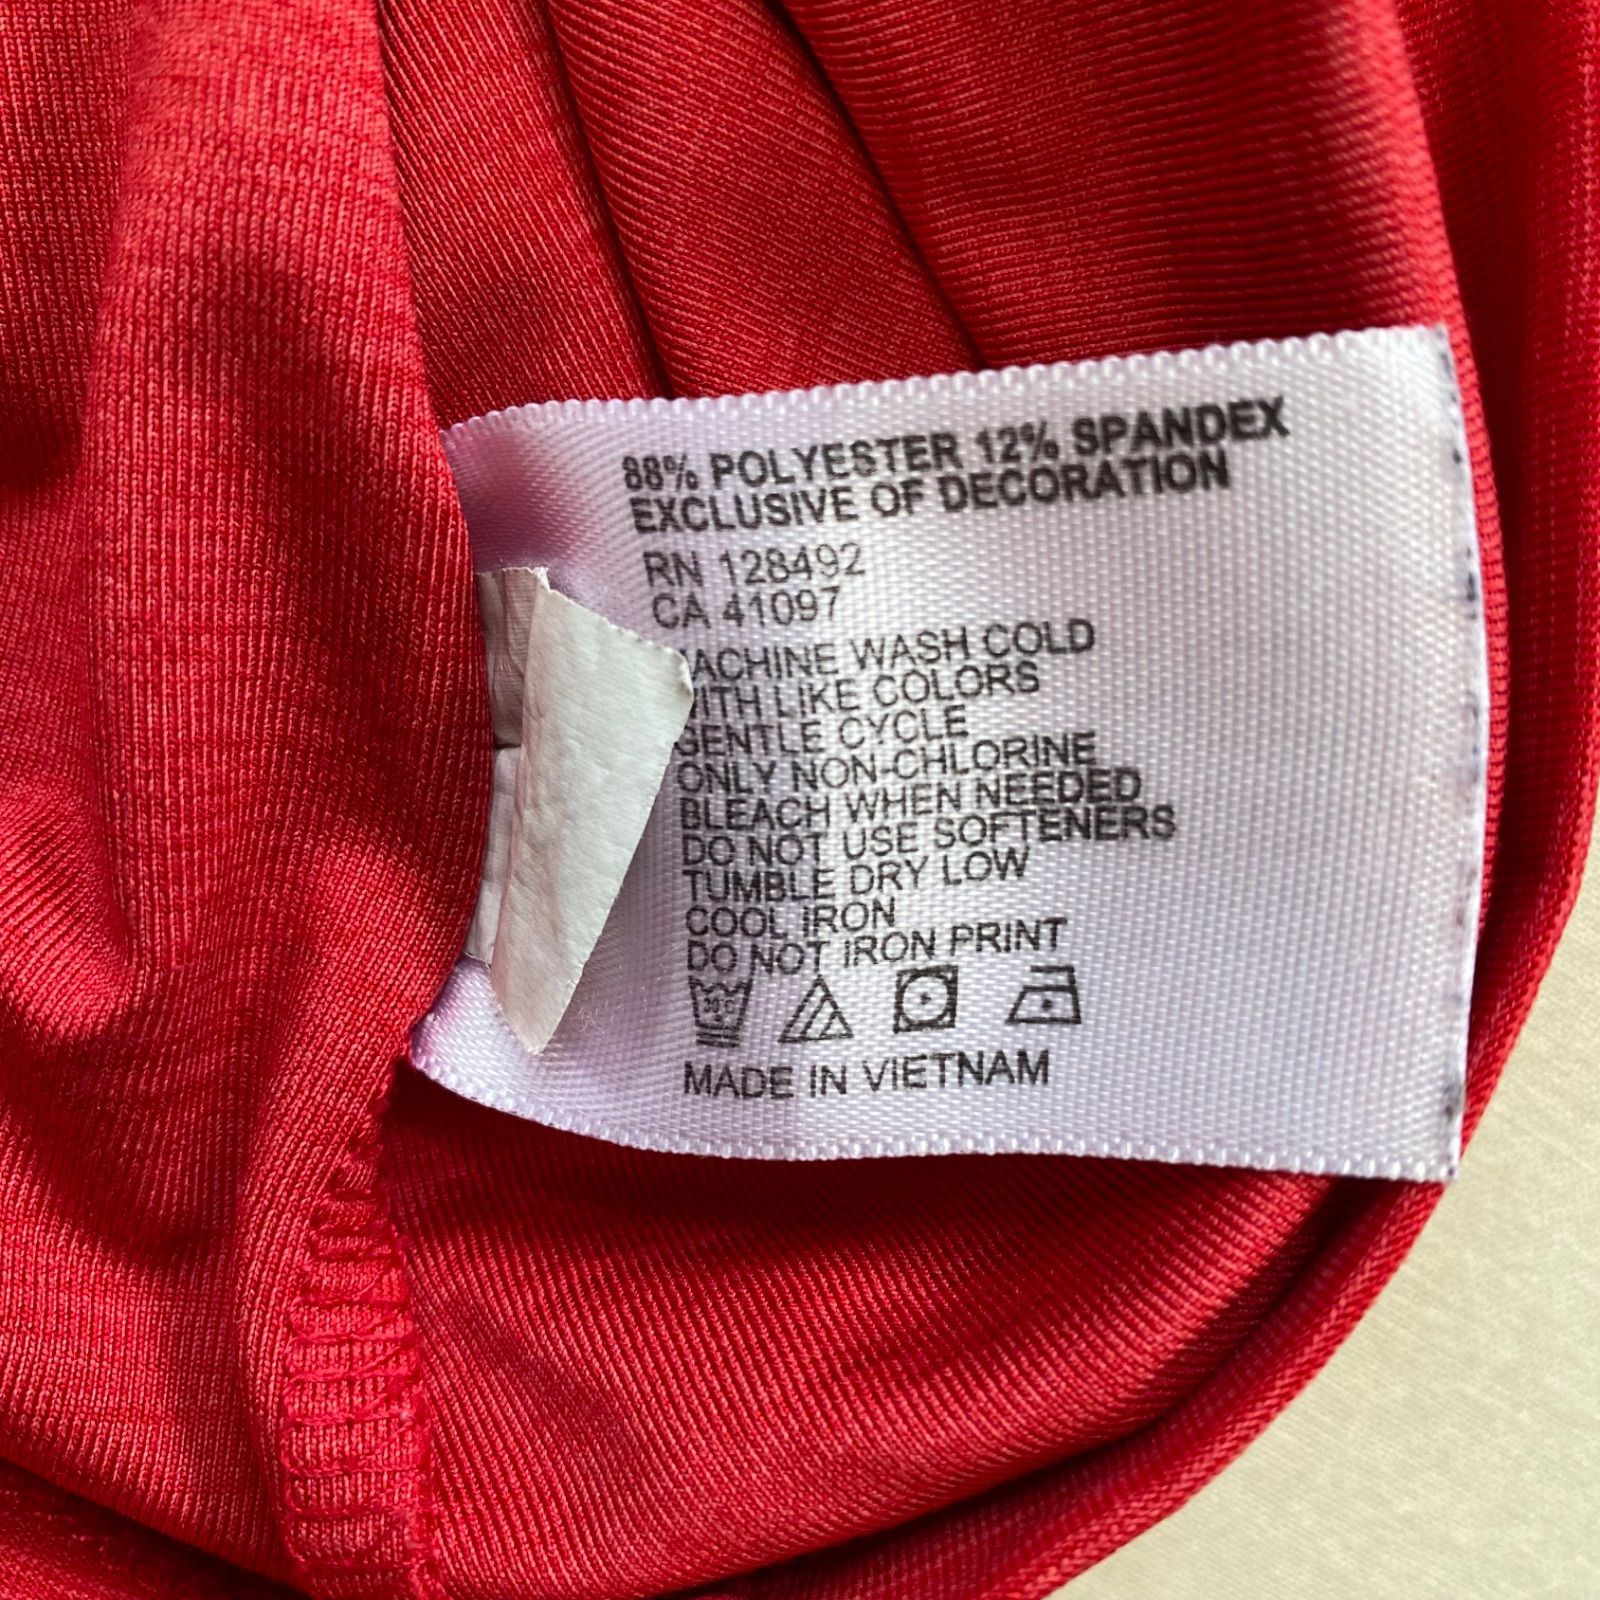 88% POLYESTER 12% SPANDEX
EXCLUSIVE OF DECORATION
RN 128492
CA 41097
MACHINE WASH COLD
WITH LIKE COLORS
GENTLE CYCLE
ONLY NON-CHLORINE
BLEACH WHEN NEEDED
DO NOT USE SOFTENERS
TUMBLE DRY LOW
COOL IRON
DO NOT IRON PRINT
30°C
MADE IN VIETNAM